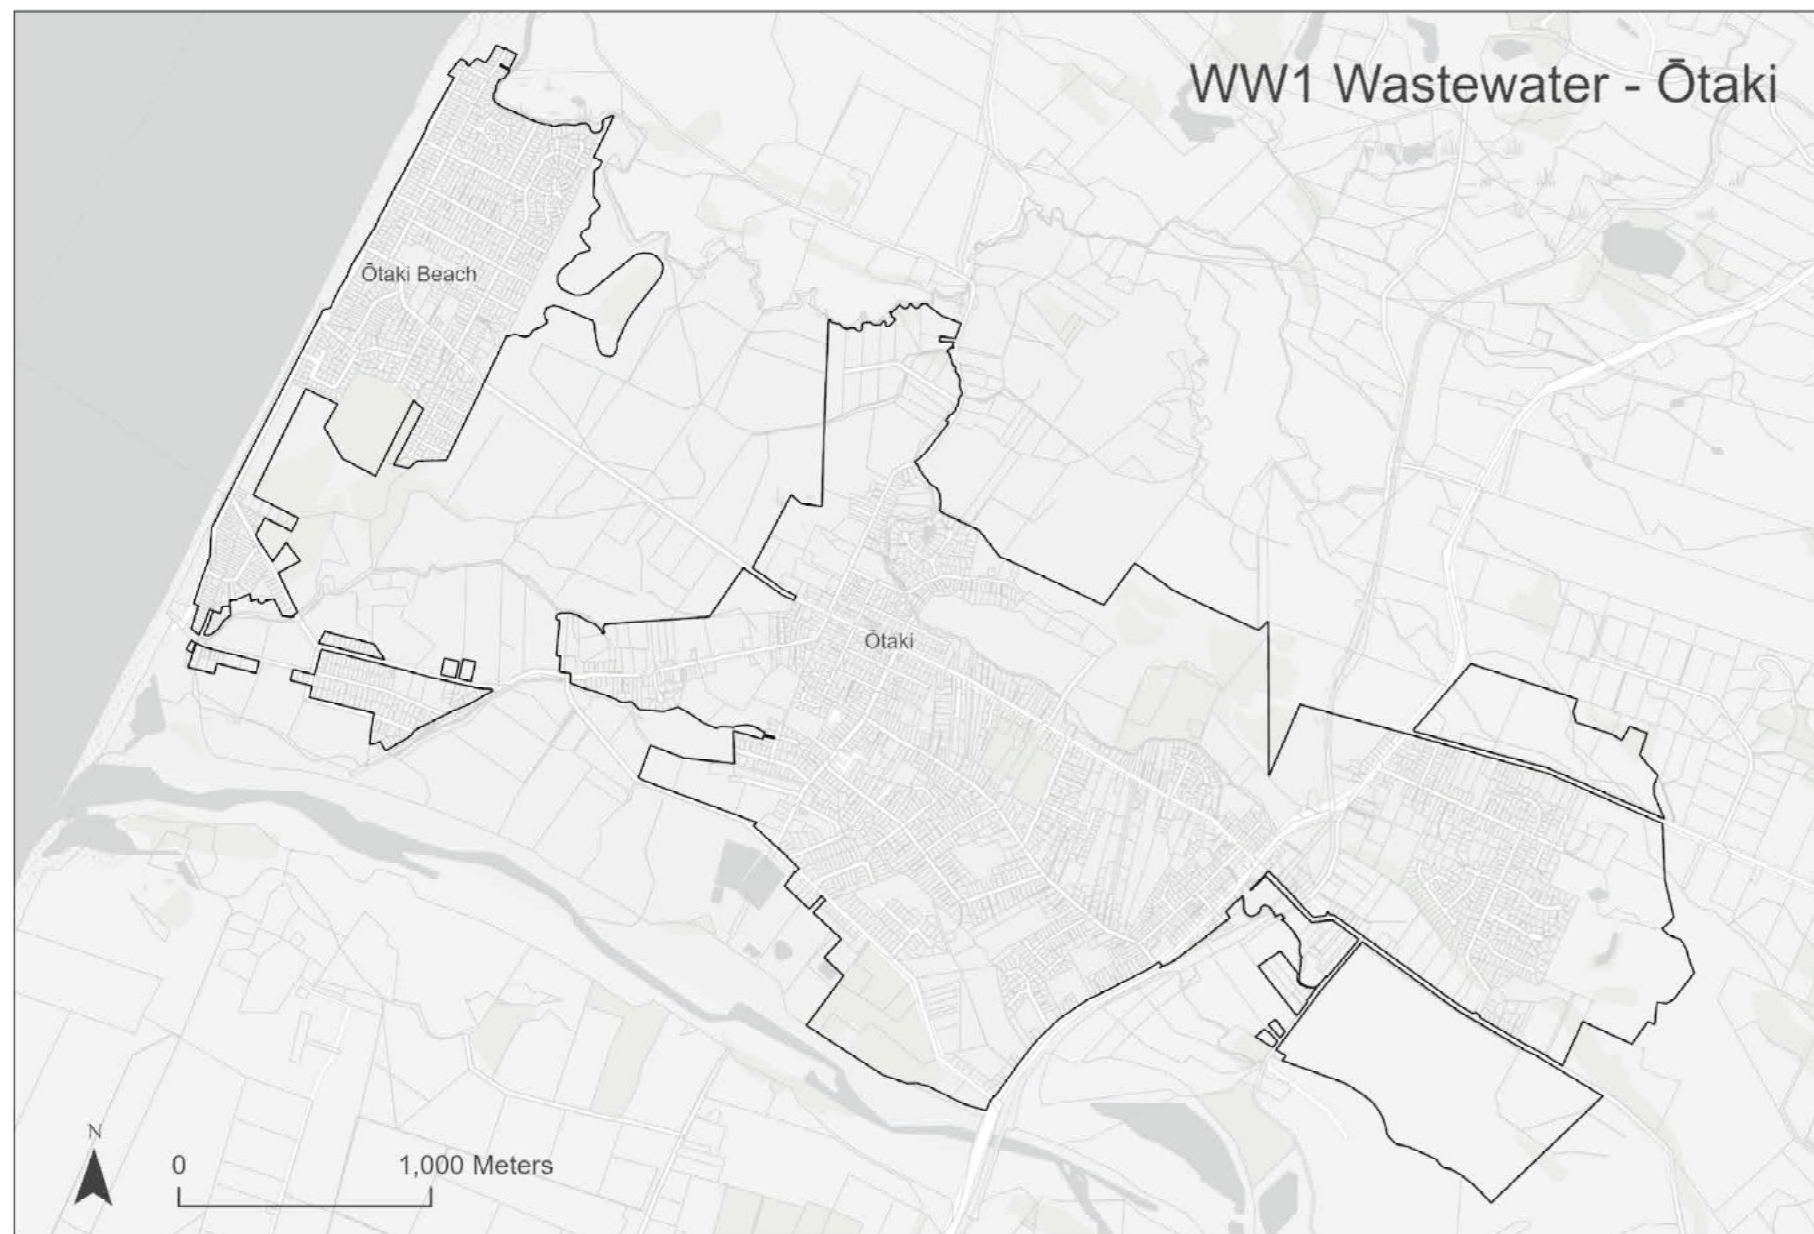 WW1 Wastewater - Ōtaki
Ōtaki Beach
Ōtaki
N
0 1,000 Meters